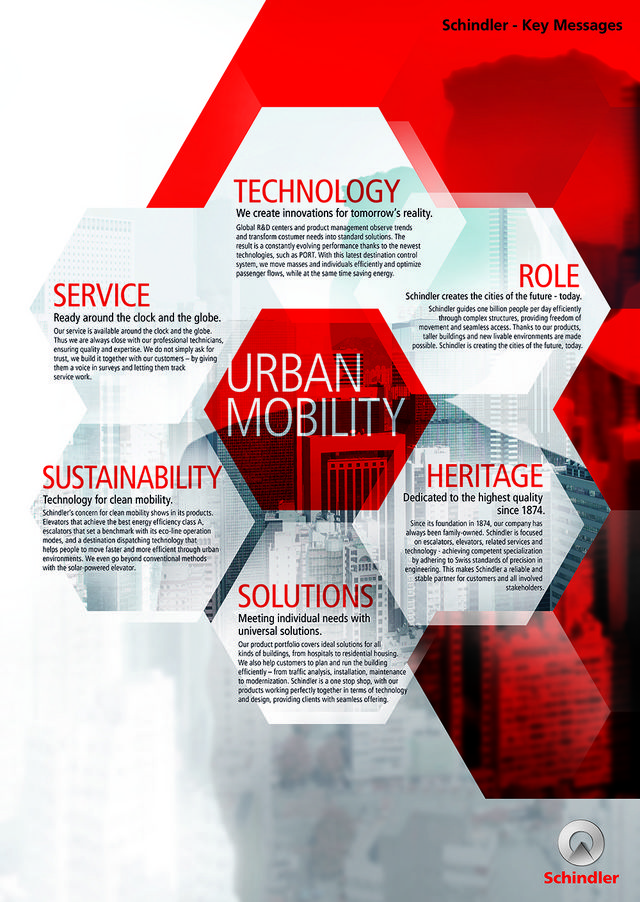 Schindler - Key Messages
TECHNOLOGY
We create innovations for tomorrow's reality.
Global R&D centers and product management observe trends
and transform costumer needs into standard solutions. The
result is a constantly evolving performance thanks to the newest
technologies, such as PORT. With this latest destination control
system, we move masses and individuals efficiently and optimize
passenger flows, while at the same time saving energy.
ROLE
Schindler creates the cities of the future - today.
Schindler guides one billion people per day efficiently
through complex structures, providing freedom of
movement and seamless access. Thanks to our products,
taller buildings and new livable environments are made
possible. Schindler is creating the cities of the future, today.
SERVICE
Ready around the clock and the globe.
Our service is available around the clock and the globe.
Thus we are always close with our professional technicians,
ensuring quality and expertise. We do not simply ask for
trust, we build it together with our customers – by giving
them a voice in surveys and letting them track
service work.
URBAN
MOBILITY
SUSTAINABILITY
Technology for clean mobility.
Schindler's concern for clean mobility shows in its products.
Elevators that achieve the best energy efficiency class A,
escalators that set a benchmark with its eco-line operation
modes, and a destination dispatching technology that
helps people to move faster and more efficient through urban
environments. We even go beyond conventional methods
with the solar-powered elevator.
HERITAGE
Dedicated to the highest quality
since 1874.
Since its foundation in 1874, our company has
always been family-owned. Schindler is focused
on escalators, elevators, related services and
technology - achieving competent specialization
by adhering to Swiss standards of precision in
engineering. This makes Schindler a reliable and
stable partner for customers and all involved
stakeholders.
SOLUTIONS
Meeting individual needs with
universal solutions.
Our product portfolio covers ideal solutions for all
kinds of buildings, from hospitals to residential housing.
We also help customers to plan and run the building
efficiently – from traffic analysis, installation, maintenance
to modernization. Schindler is a one stop shop, with our
products working perfectly together in terms of technology
and design, providing clients with seamless offering.
Schindler